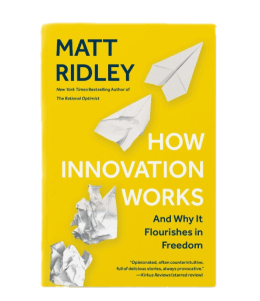 MATT
RIDLEY
New York Times Bestselling Author of
The Rational Optimist
HOW
INNOVATION
WORKS
And Why It
Flourishes in
Freedom
"Opinionated, often counterintuitive,
full of delicious stories, always provocative."
—Kirkus Reviews (starred review)